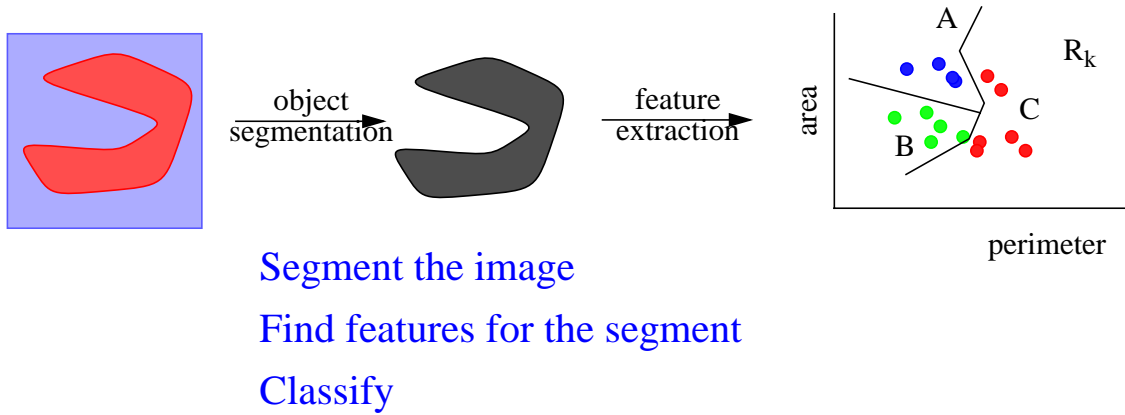 object
segmentation
feature
extraction
area
A
R_k
C
B
perimeter
Segment the image
Find features for the segment
Classify